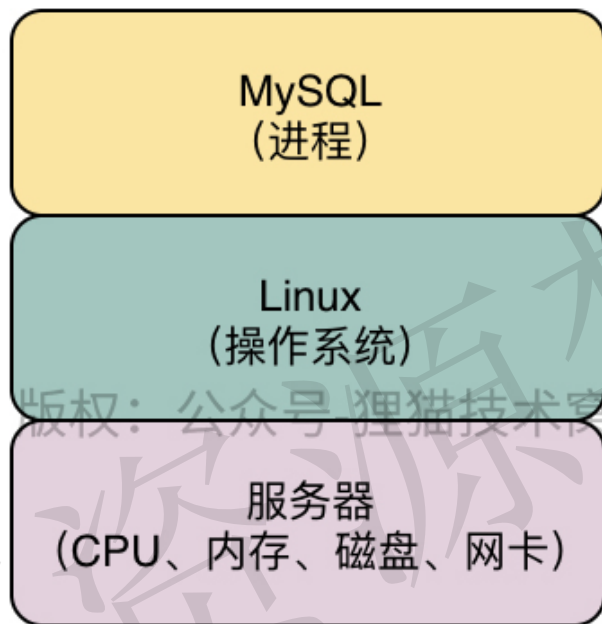 MySQL
（进程）
Linux
（操作系统）
版权：公众号-狸猫技术窝
服务器
（CPU、内存、磁盘、网卡）